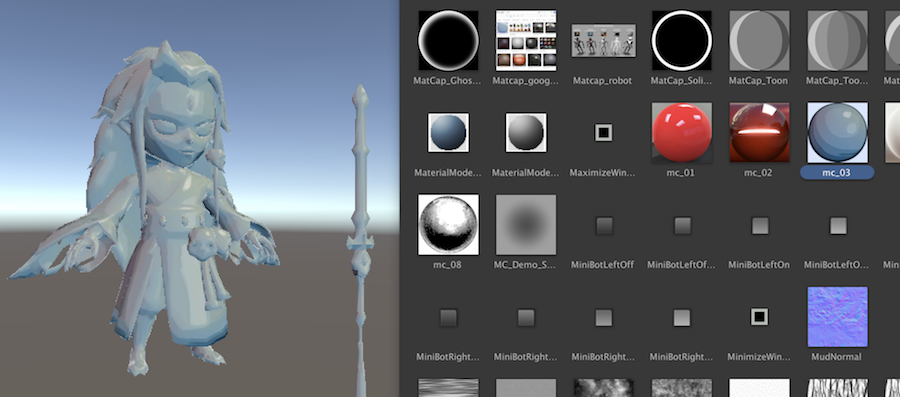 MatCap_Ghos...
Matcap_goog...
Matcap_robot
MatCap_Soli...
MatCap_Toon
MatCap_Too...
MaterialMode...
MaterialMode...
MaximizeWin...
mc_01
mc_02
mc_03
mc_08
MC_Demo_S...
MiniBotLeftOff
MiniBotLeftOf...
MiniBotLeftOn
MiniBotLeftO...
MiniBotRight...
MiniBotRight...
MiniBotRight...
MiniBotRight...
MinimizeWin...
MudNormal